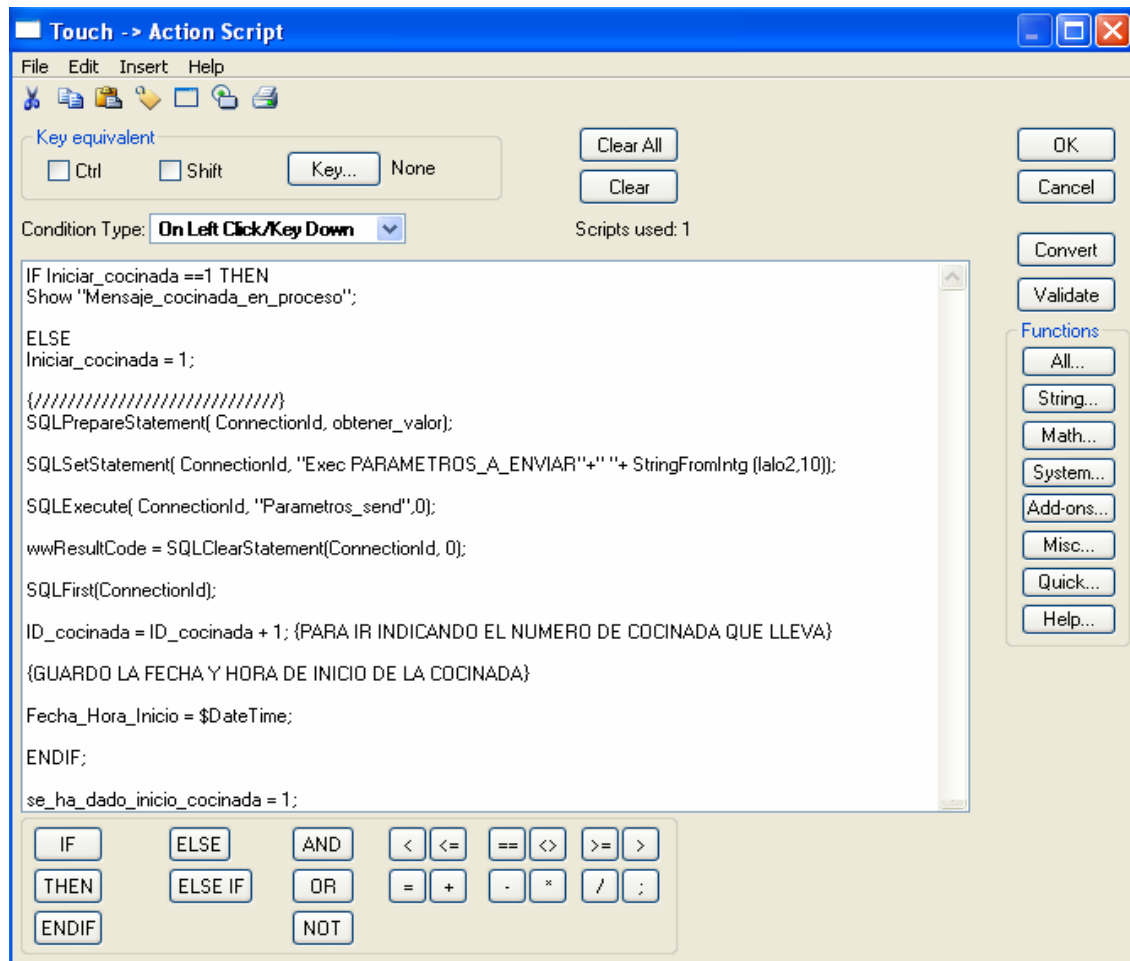 Touch -> Action Script
File Edit Insert Help
Key equivalent
Ctrl Shift Key... None
Clear All
Clear
OK
Cancel
Condition Type: On Left Click/Key Down
Scripts used: 1
Convert
Validate
IF Iniciar_cocinada ==1 THEN
Show "Mensaje_cocinada_en_proceso";
ELSE
Iniciar_cocinada = 1;
{/////////////////////////////}
SQLPrepareStatement( ConnectionId, obtener_valor);
SQLSetStatement( ConnectionId, "Exec PARAMETROS_A_ENVIAR"+" "+ StringFromIntg (lalo2,10));
SQLExecute( ConnectionId, "Parametros_send",0);
wwResultCode = SQLClearStatement(ConnectionId, 0);
SQLFirst(ConnectionId);
ID_cocinada = ID_cocinada + 1; {PARA IR INDICANDO EL NUMERO DE COCINADA QUE LLEVA}
{GUARDO LA FECHA Y HORA DE INICIO DE LA COCINADA}
Fecha_Hora_Inicio = $DateTime;
ENDIF;
se_ha_dado_inicio_cocinada = 1;
Functions
All...
String...
Math...
System...
Add-ons...
Misc...
Quick...
Help...
IF ELSE AND < <= == <> >= >
THEN ELSE IF OR = + - * / ;
ENDIF NOT